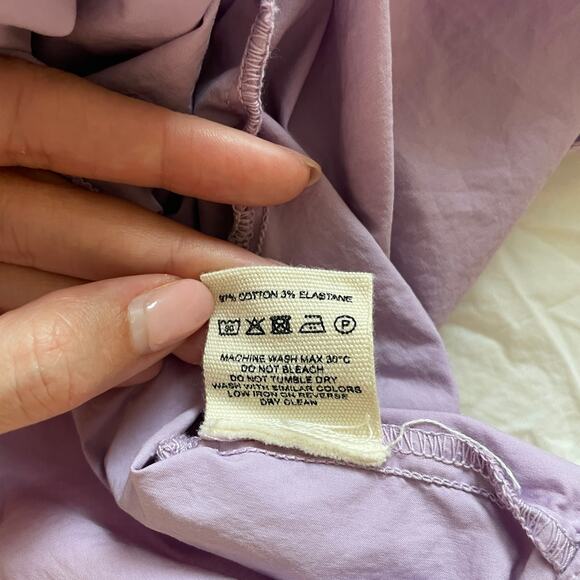 97% COTTON 3% ELASTANE
30 P
MACHINE WASH MAX 30°C
DO NOT BLEACH
DO NOT TUMBLE DRY
WASH WITH SIMILAR COLORS
LOW IRON ON REVERSE
DRY CLEAN